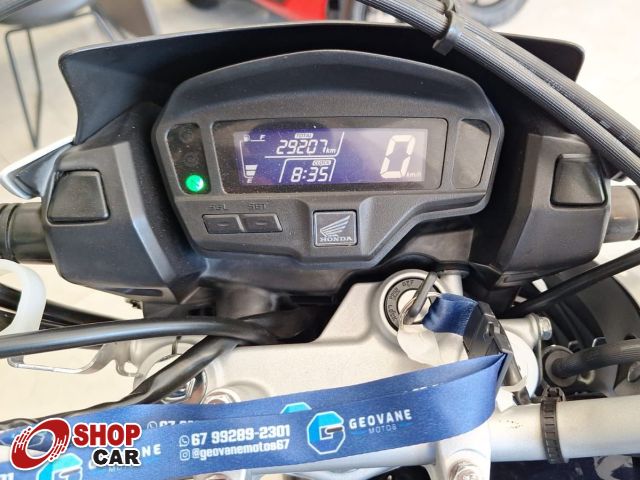 F
TOTAL
29207 km
E
CLOCK
8:35
0 km/h
SEL SET
HONDA
67 99289-2301
@geovanemotos67
G GEOVANE
MOTOS
SHOP
CAR